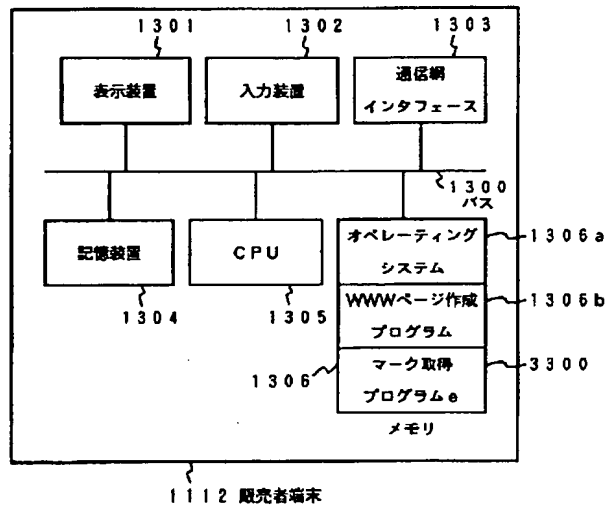 1301
1302
1303
表示装置
入力装置
通信網
インタフェース
1300
バス
記憶装置
CPU
オペレーティング
システム
1306a
WWWページ作成
プログラム
1306b
マーク取得
プログラムe
3300
1304
1305
1306
メモリ
1112 販売者端末